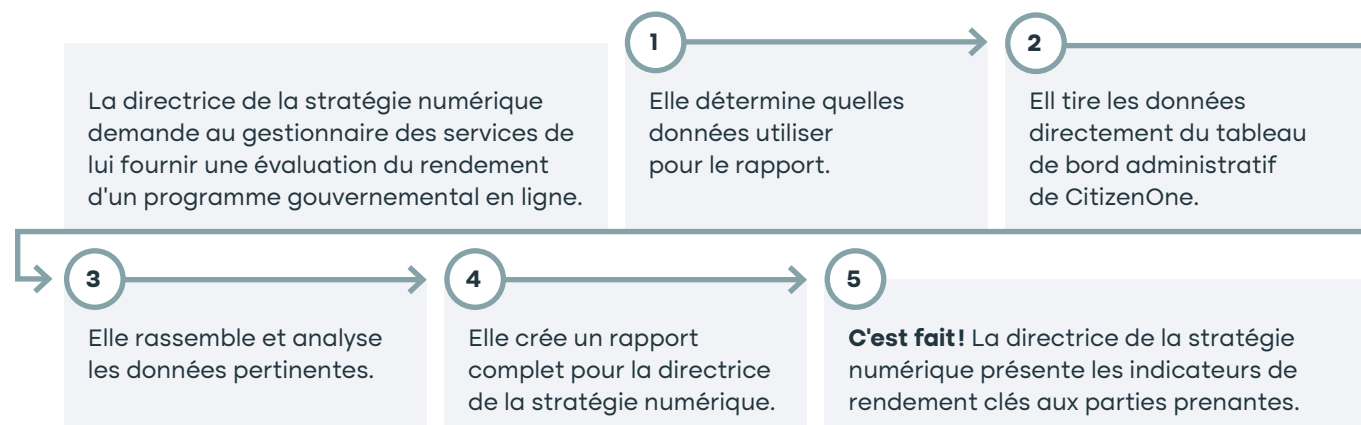 La directrice de la stratégie numérique
demande au gestionnaire des services de
lui fournir une évaluation du rendement
d'un programme gouvernemental en ligne.
1
Elle détermine quelles
données utiliser
pour le rapport.
2
Ell tire les données
directement du tableau
de bord administratif
de CitizenOne.
3
Elle rassemble et analyse
les données pertinentes.
4
Elle crée un rapport
complet pour la directrice
de la stratégie numérique.
5
C'est fait! La directrice de la stratégie
numérique présente les indicateurs de
rendement clés aux parties prenantes.